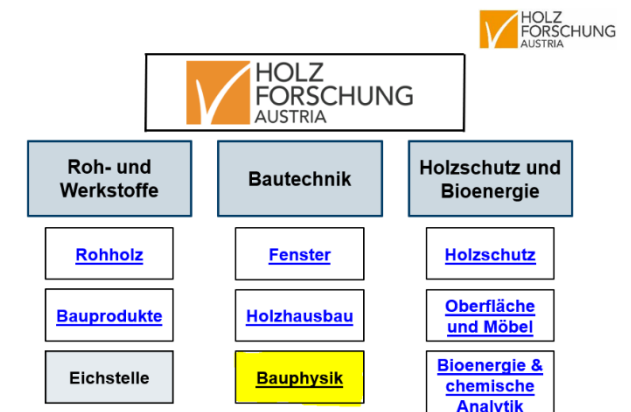 HOLZ
FORSCHUNG
AUSTRIA
HOLZ
FORSCHUNG
AUSTRIA
Roh- und
Werkstoffe
Bautechnik
Holzschutz und
Bioenergie
Rohholz
Fenster
Holzschutz
Bauprodukte
Holzhausbau
Oberfläche
und Möbel
Eichstelle
Bauphysik
Bioenergie &
chemische
Analytik